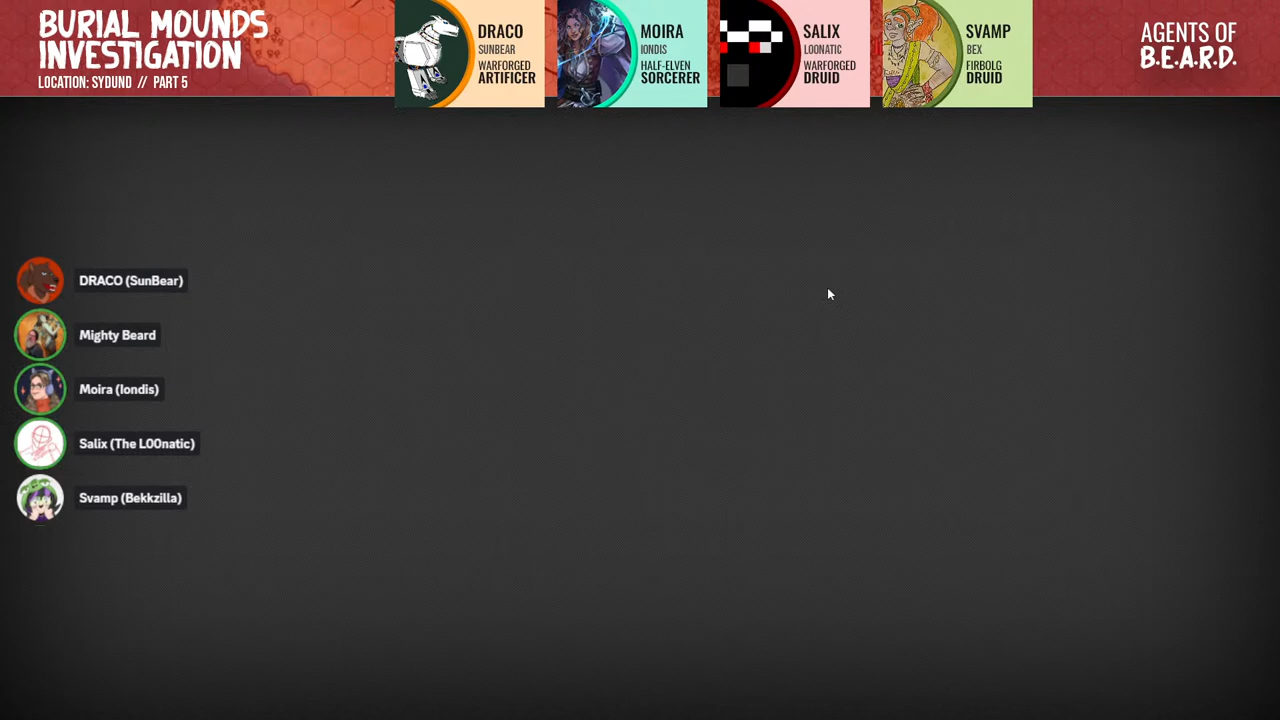 BURIAL MOUNDS
INVESTIGATION
LOCATION: SYDUND // PART 5
DRACO
SUNBEAR
WARFORGED
ARTIFICER
MOIRA
IONDIS
HALF-ELVEN
SORCERER
SALIX
LOONATIC
WARFORGED
DRUID
SVAMP
BEX
FIRBOLG
DRUID
AGENTS OF
B.E.A.R.D.
DRACO (SunBear)
Mighty Beard
Moira (Iondis)
Salix (The L00natic)
Svamp (Bekkzilla)